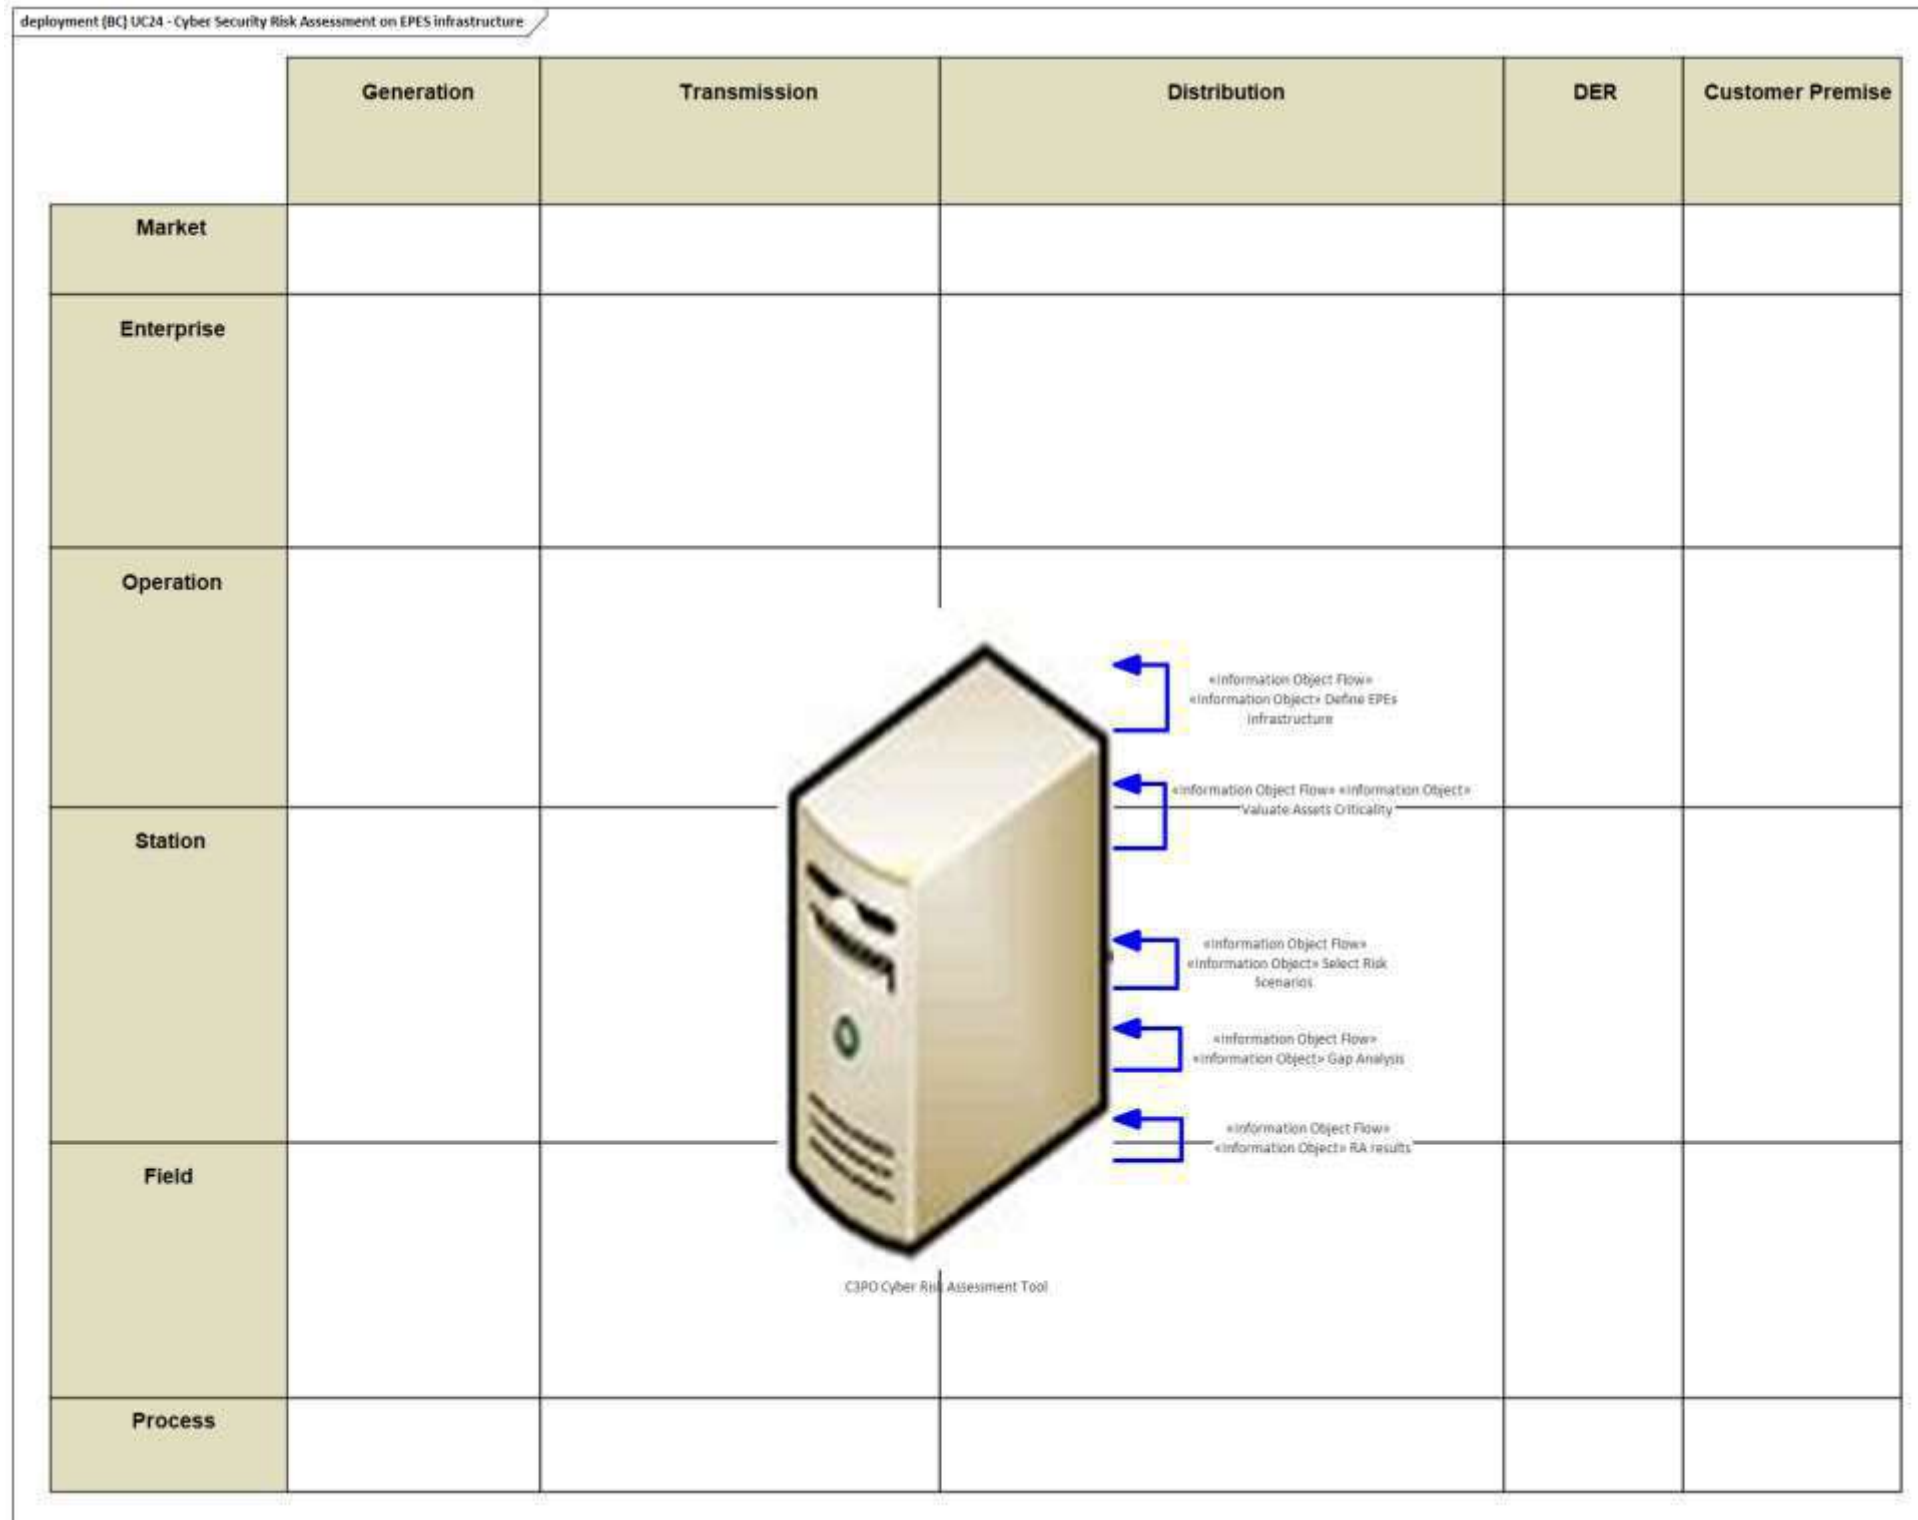 deployment (BC) UC24 - Cyber Security Risk Assessment on EPES infrastructure
Generation
Transmission
Distribution
DER
Customer Premise
Market
Enterprise
Operation
«Information Object Flow»
«Information Object» Define EPEs
infrastructure
«Information Object Flow» «Information Object»
Valuate Assets Criticality
Station
«Information Object Flow»
«Information Object» Select Risk
Scenarios
«Information Object Flow»
«Information Object» Gap Analysis
«Information Object Flow»
«Information Object» RA results
Field
C3PO Cyber Risk Assessment Tool
Process